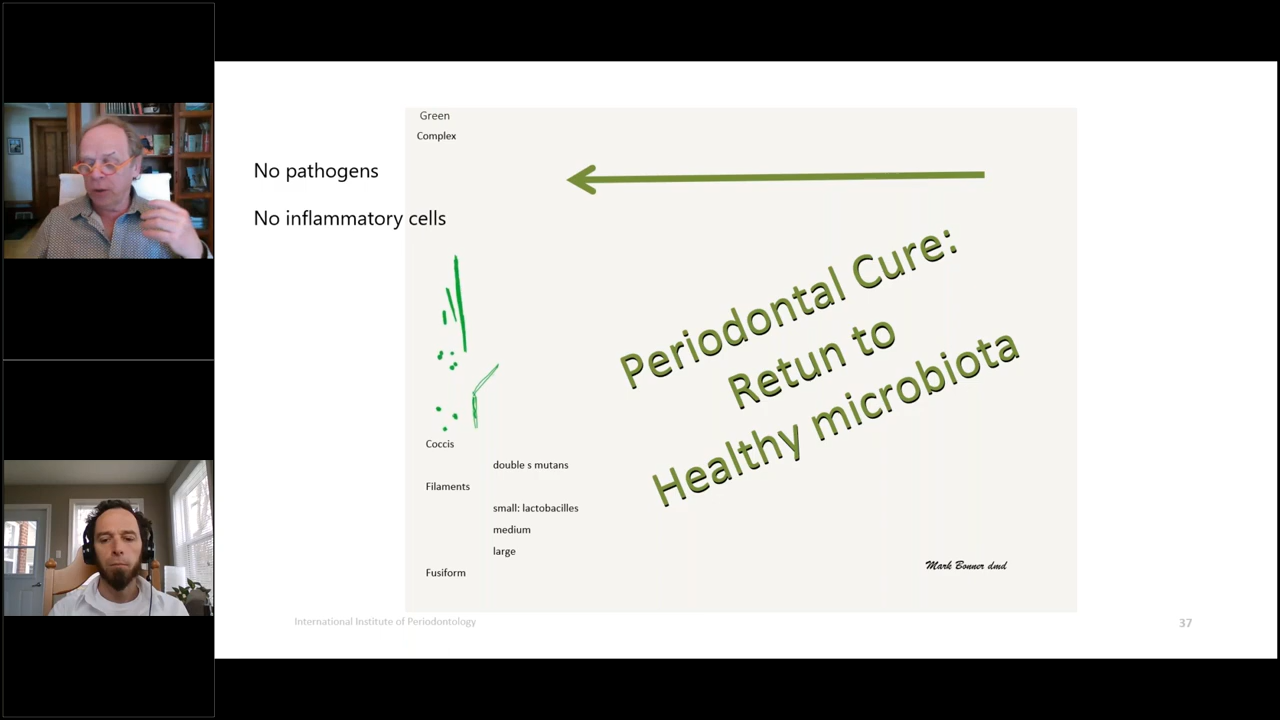 Green
Complex
No pathogens
No inflammatory cells
Periodontal Cure:
Retun to
Healthy microbiota
Coccis
double s mutans
Filaments
small: lactobacilles
medium
large
Fusiform
Mark Bonner dmd
International Institute of Periodontology
37